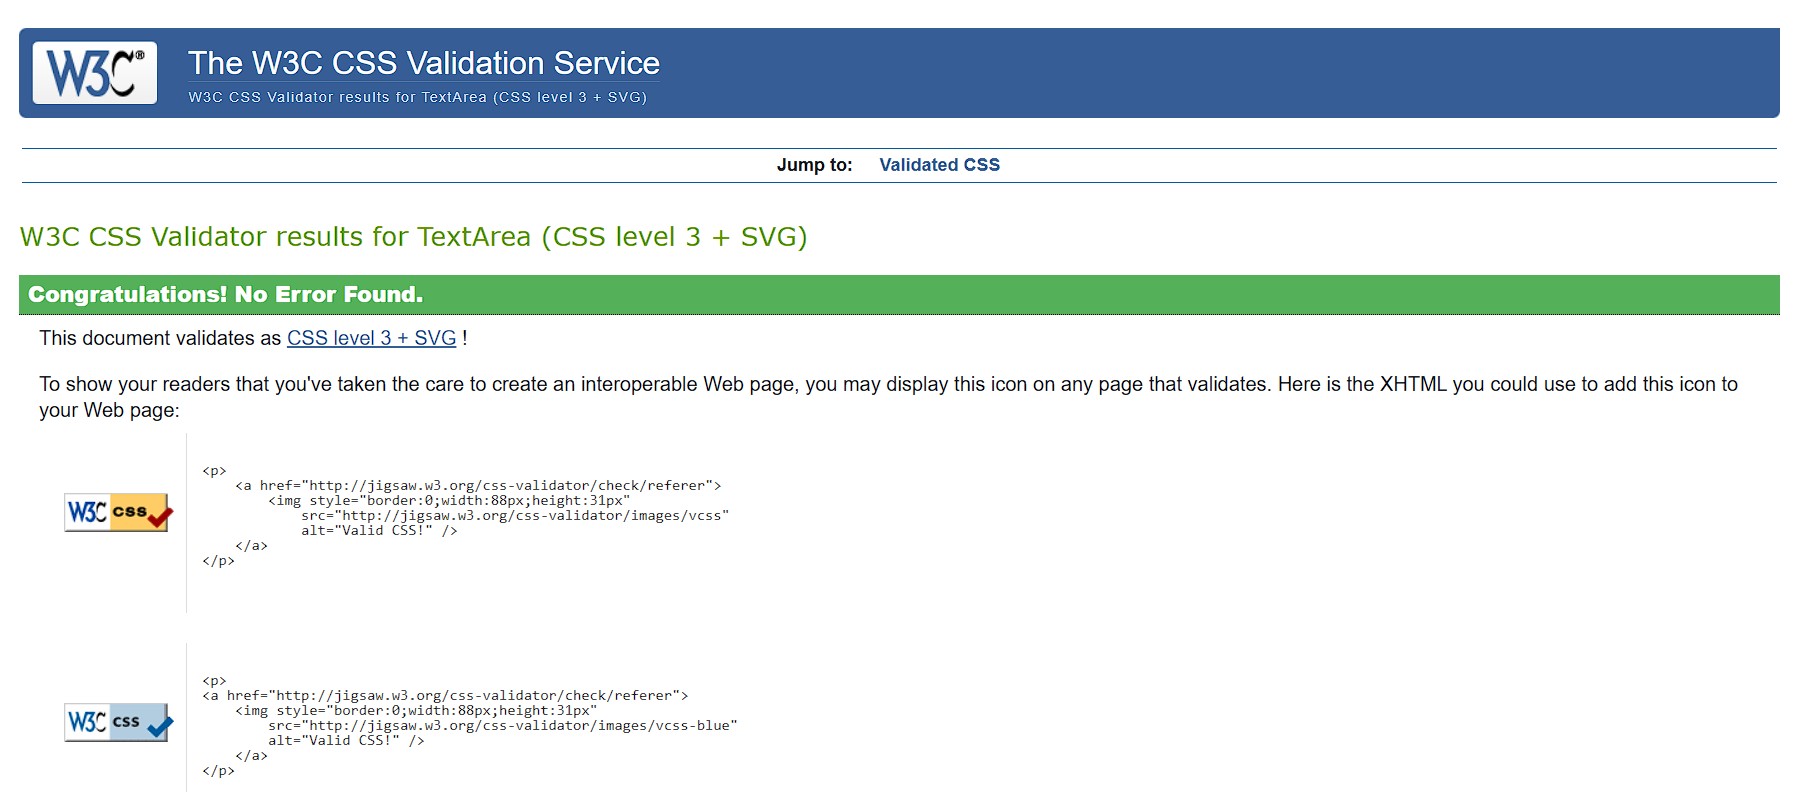 W3C®
The W3C CSS Validation Service
W3C CSS Validator results for TextArea (CSS level 3 + SVG)
Jump to: Validated CSS
W3C CSS Validator results for TextArea (CSS level 3 + SVG)
Congratulations! No Error Found.
This document validates as CSS level 3 + SVG !
To show your readers that you've taken the care to create an interoperable Web page, you may display this icon on any page that validates. Here is the XHTML you could use to add this icon to
your Web page:
W3C css
<p>
    <a href="http://jigsaw.w3.org/css-validator/check/referer">
        <img style="border:0;width:88px;height:31px"
            src="http://jigsaw.w3.org/css-validator/images/vcss"
            alt="Valid CSS!" />
    </a>
</p>
W3C css
<p>
<a href="http://jigsaw.w3.org/css-validator/check/referer">
    <img style="border:0;width:88px;height:31px"
        src="http://jigsaw.w3.org/css-validator/images/vcss-blue"
        alt="Valid CSS!" />
    </a>
</p>